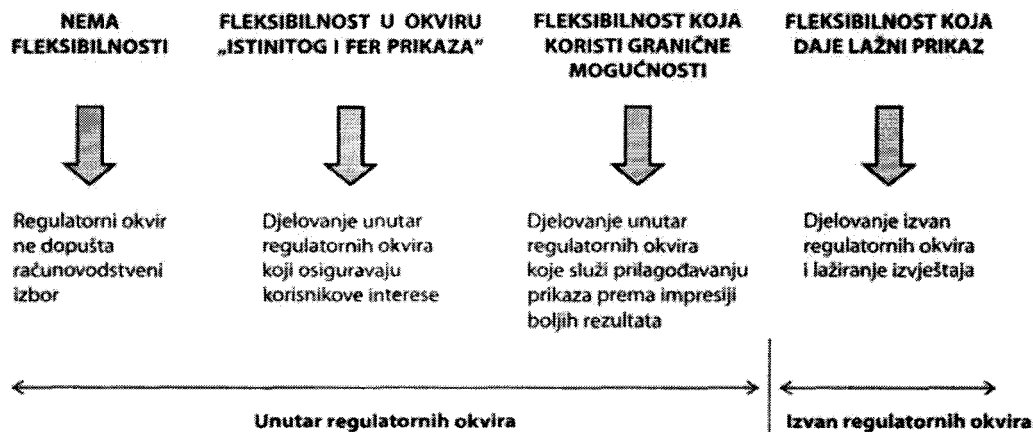 NEMA
FLEKSIBILNOSTI
FLEKSIBILNOST U OKVIRU
„ISTINITOG I FER PRIKAZA”
FLEKSIBILNOST KOJA
KORISTI GRANIČNE
MOGUĆNOSTI
FLEKSIBILNOST KOJA
DAJE LAŽNI PRIKAZ
Regulatorni okvir
ne dopušta
računovodstveni
izbor
Djelovanje unutar
regulatornih okvira
koji osiguravaju
korisnikove interese
Djelovanje unutar
regulatornih okvira
koje služi prilagođavanju
prikaza prema impresiji
boljih rezultata
Djelovanje izvan
regulatornih okvira
i lažiranje izvještaja
Unutar regulatornih okvira
Izvan regulatornih okvira